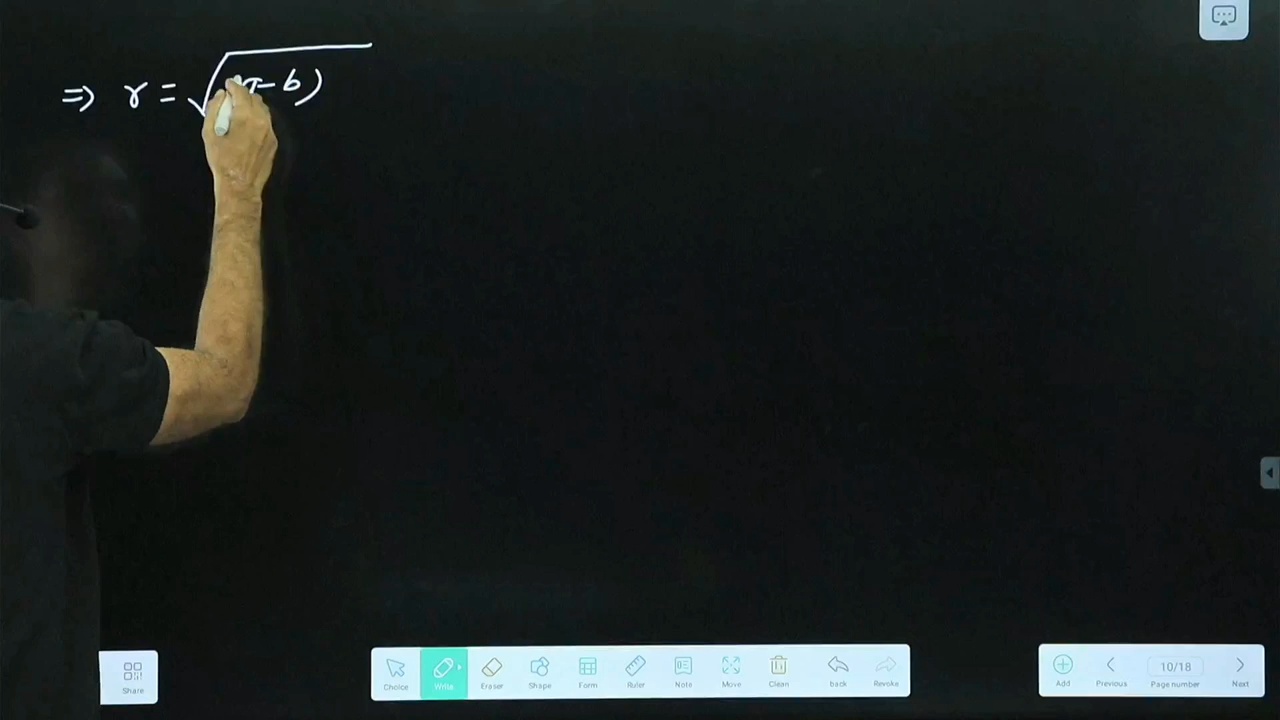 ⇒ r = √ – b)
Share
Choice
Write
Eraser
Shape
Form
Ruler
Note
Move
Clean
back
Revoke
Add
Previous
10/18
Page number
Next